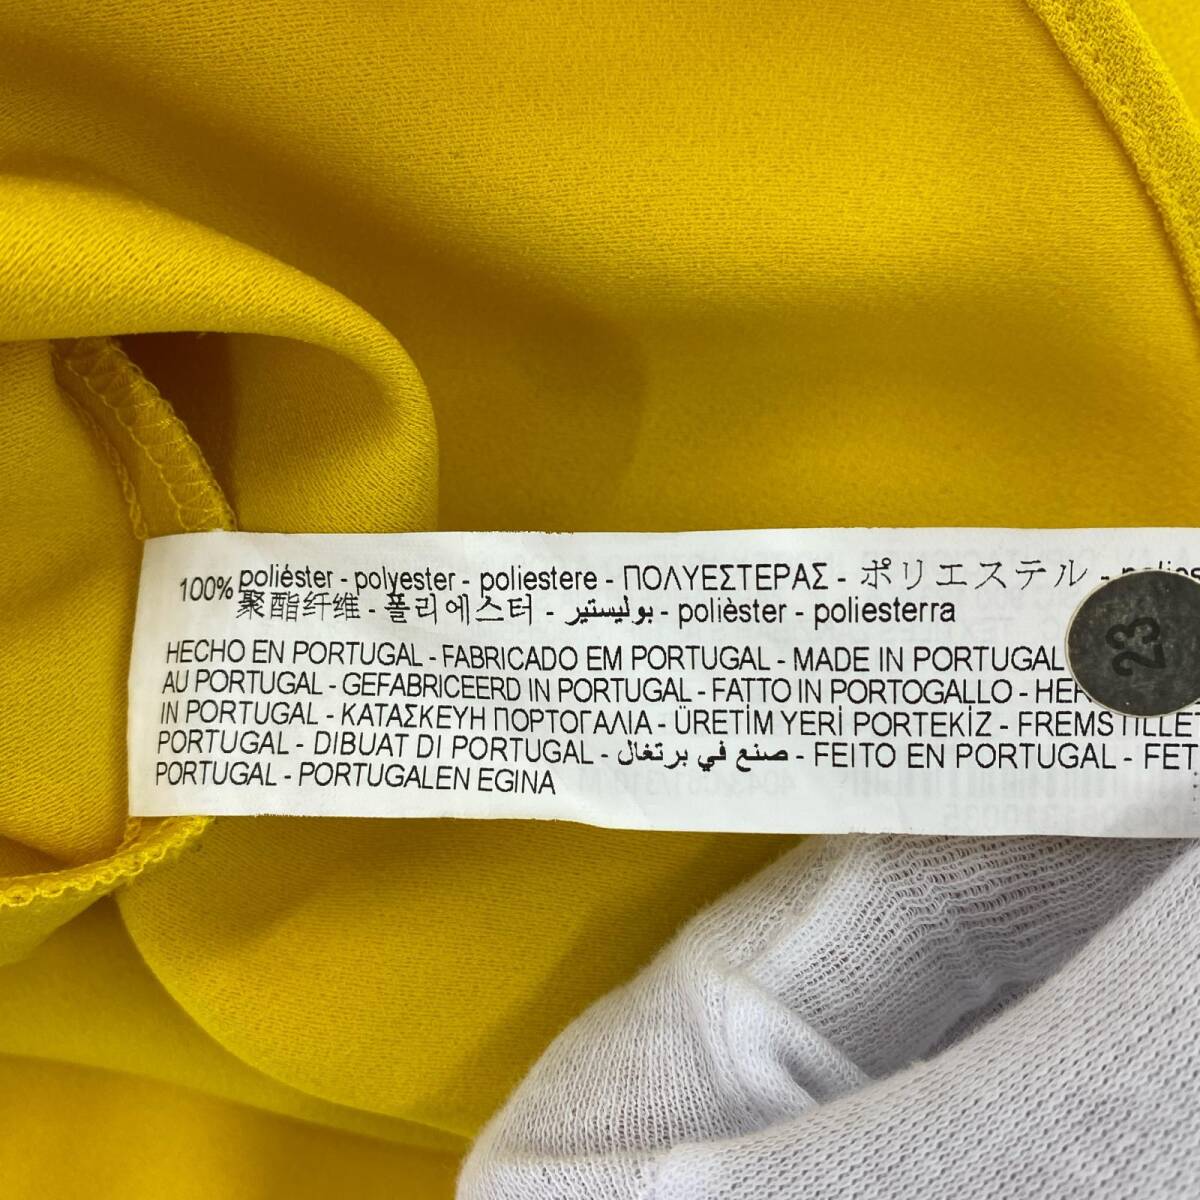 100% poliéster - polyester - poliestere - ΠΟΛΥΕΣΤΕΡΑΣ - ポリエステル -
聚酯纤维 - 폴리에스터 - بوليستير - polièster - poliesterra
HECHO EN PORTUGAL - FABRICADO EM PORTUGAL - MADE IN PORTUGAL
AU PORTUGAL - GEFABRICEERD IN PORTUGAL - FATTO IN PORTOGALLO -
IN PORTUGAL - ΚΑΤΑΣΚΕΥΗ ΠΟΡΤΟΓΑΛΙΑ - ÜRETİM YERİ PORTEKİZ - FREMSTILLET
PORTUGAL - DIBUAT DI PORTUGAL - صنع في برتغال - FEITO EN PORTUGAL - FET
PORTUGAL - PORTUGALEN EGINA
23